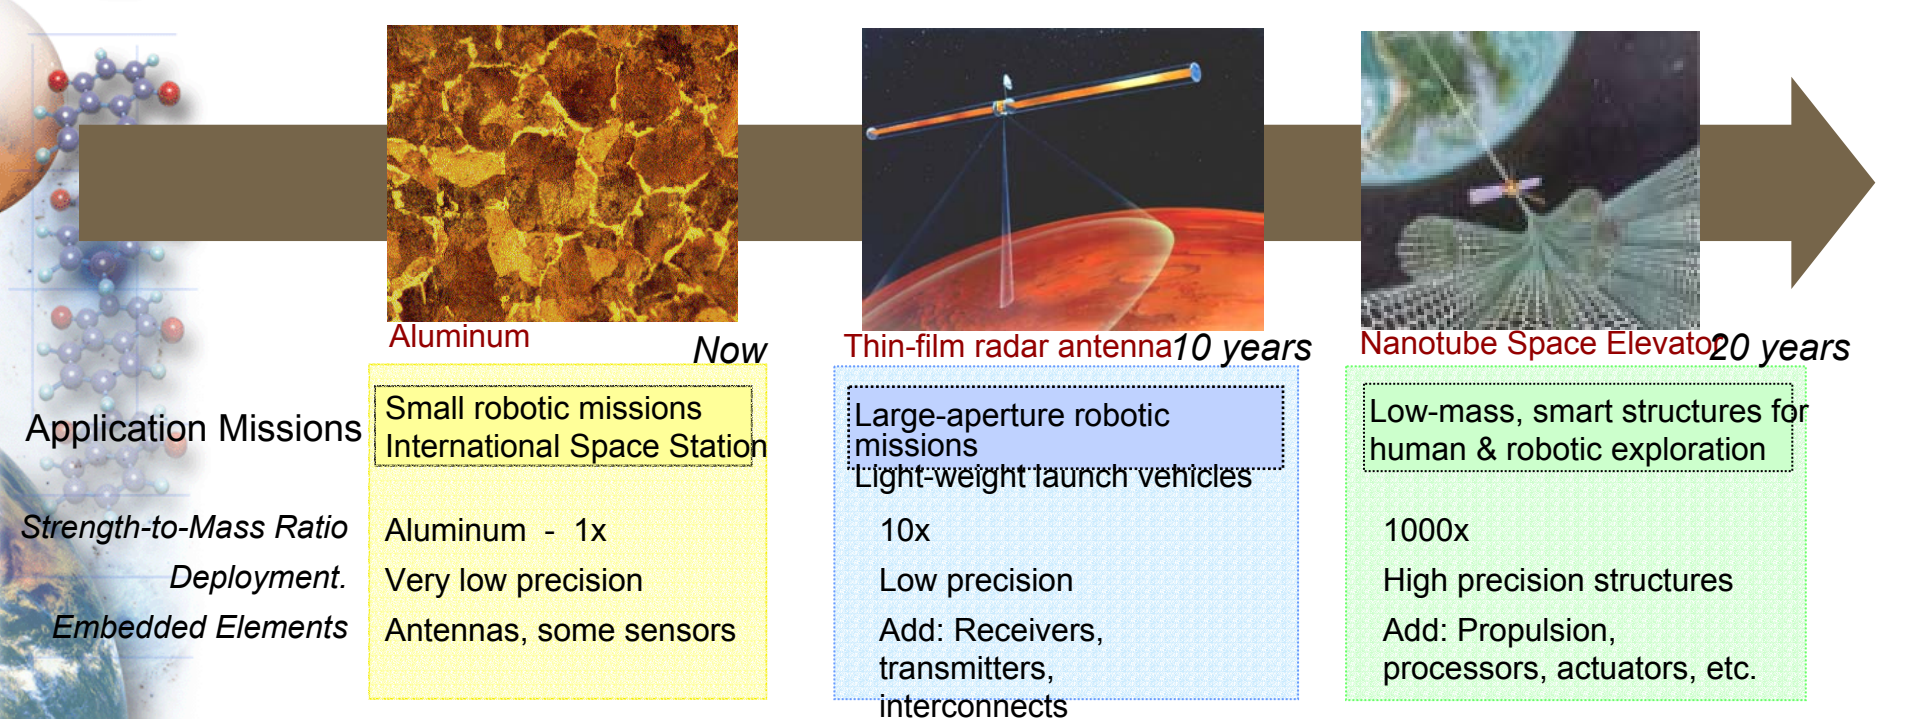 Aluminum
Now
Thin-film radar antenna
10 years
Nanotube Space Elevator
20 years
Application Missions
Small robotic missions
International Space Station
Large-aperture robotic
missions
Light-weight launch vehicles
Low-mass, smart structures for
human & robotic exploration
Strength-to-Mass Ratio
Aluminum - 1x
10x
1000x
Deployment.
Very low precision
Low precision
High precision structures
Embedded Elements
Antennas, some sensors
Add: Receivers,
transmitters,
interconnects
Add: Propulsion,
processors, actuators, etc.